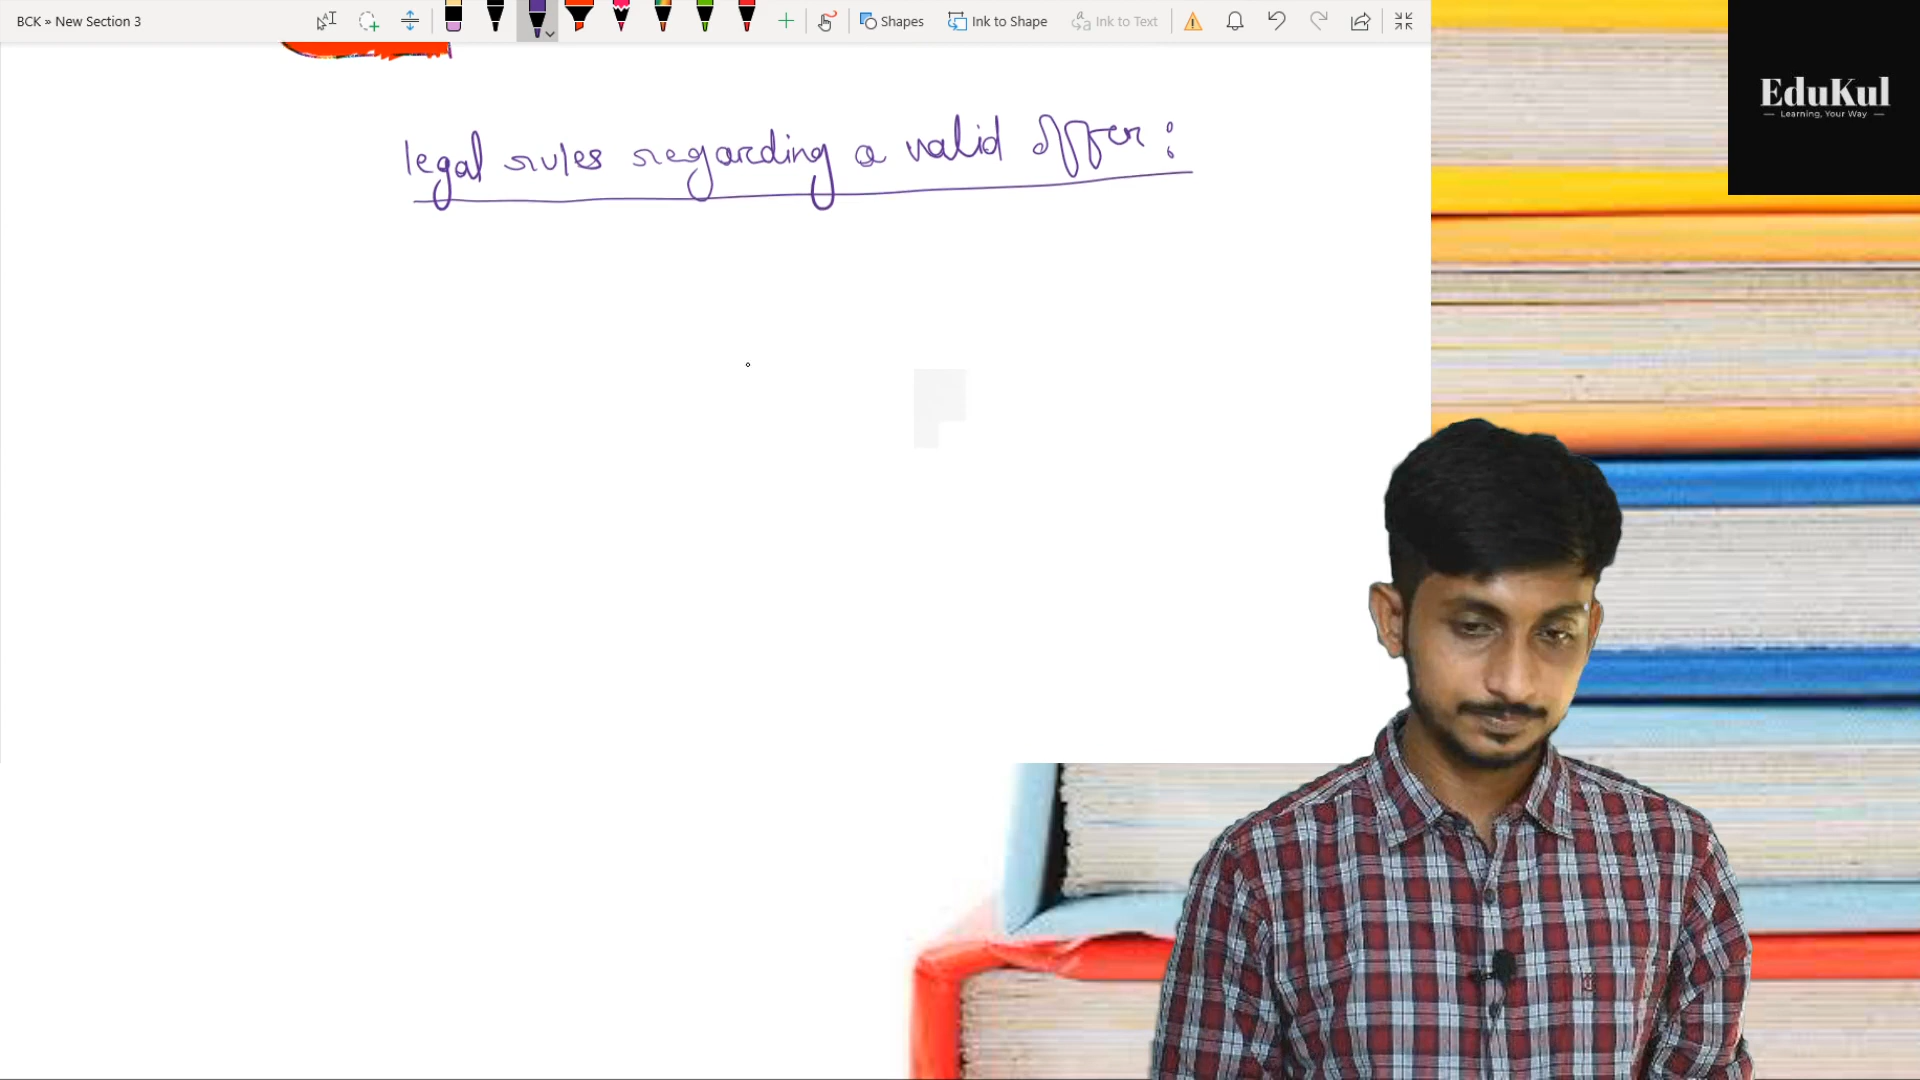 BCK » New Section 3
Shapes
Ink to Shape
Ink to Text
EduKul
Learning, Your Way
legal rules regarding a valid offer :